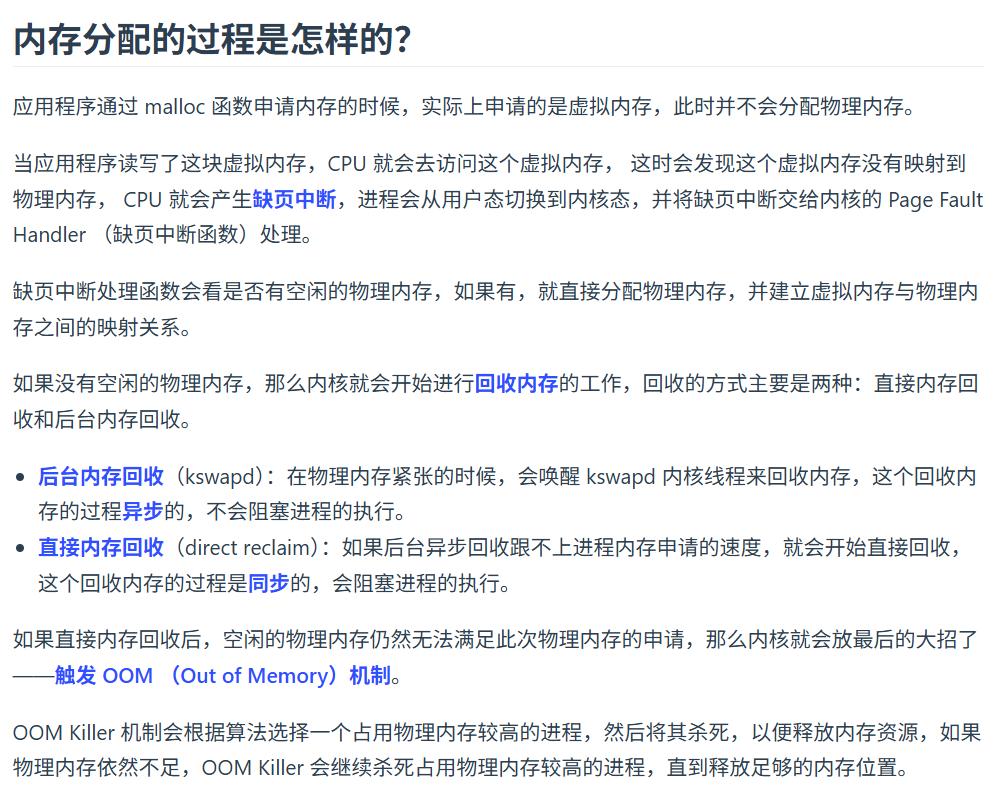 内存分配的过程是怎样的？
应用程序通过 malloc 函数申请内存的时候，实际上申请的是虚拟内存，此时并不会分配物理内存。
当应用程序读写了这块虚拟内存，CPU 就会去访问这个虚拟内存， 这时会发现这个虚拟内存没有映射到
物理内存， CPU 就会产生缺页中断，进程会从用户态切换到内核态，并将缺页中断交给内核的 Page Fault
Handler （缺页中断函数）处理。
缺页中断处理函数会看是否有空闲的物理内存，如果有，就直接分配物理内存，并建立虚拟内存与物理内
存之间的映射关系。
如果没有空闲的物理内存，那么内核就会开始进行回收内存的工作，回收的方式主要是两种：直接内存回
收和后台内存回收。
• 后台内存回收（kswapd）：在物理内存紧张的时候，会唤醒 kswapd 内核线程来回收内存，这个回收内
存的过程异步的，不会阻塞进程的执行。
• 直接内存回收（direct reclaim）：如果后台异步回收跟不上进程内存申请的速度，就会开始直接回收，
这个回收内存的过程是同步的，会阻塞进程的执行。
如果直接内存回收后，空闲的物理内存仍然无法满足此次物理内存的申请，那么内核就会放最后的大招了
——触发 OOM （Out of Memory）机制。
OOM Killer 机制会根据算法选择一个占用物理内存较高的进程，然后将其杀死，以便释放内存资源，如果
物理内存依然不足，OOM Killer 会继续杀死占用物理内存较高的进程，直到释放足够的内存位置。